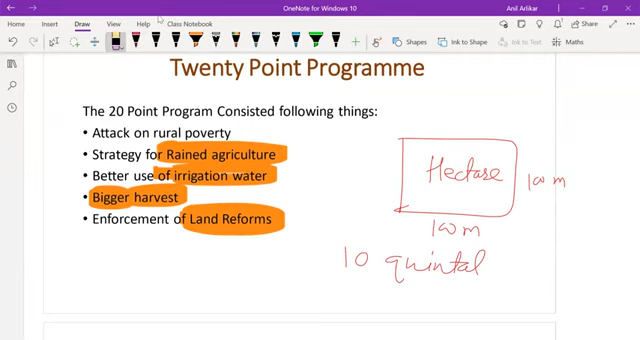 OneNote for Windows 10
Anil Arfikar
Home Insert Draw View Help Class Notebook
Shapes Ink to Shape Ink to Text Maths
Twenty Point Programme
The 20 Point Program Consisted following things:
• Attack on rural poverty
• Strategy for Rained agriculture
• Better use of irrigation water
• Bigger harvest
• Enforcement of Land Reforms
Hectare
100 m
100 m
10 quintal